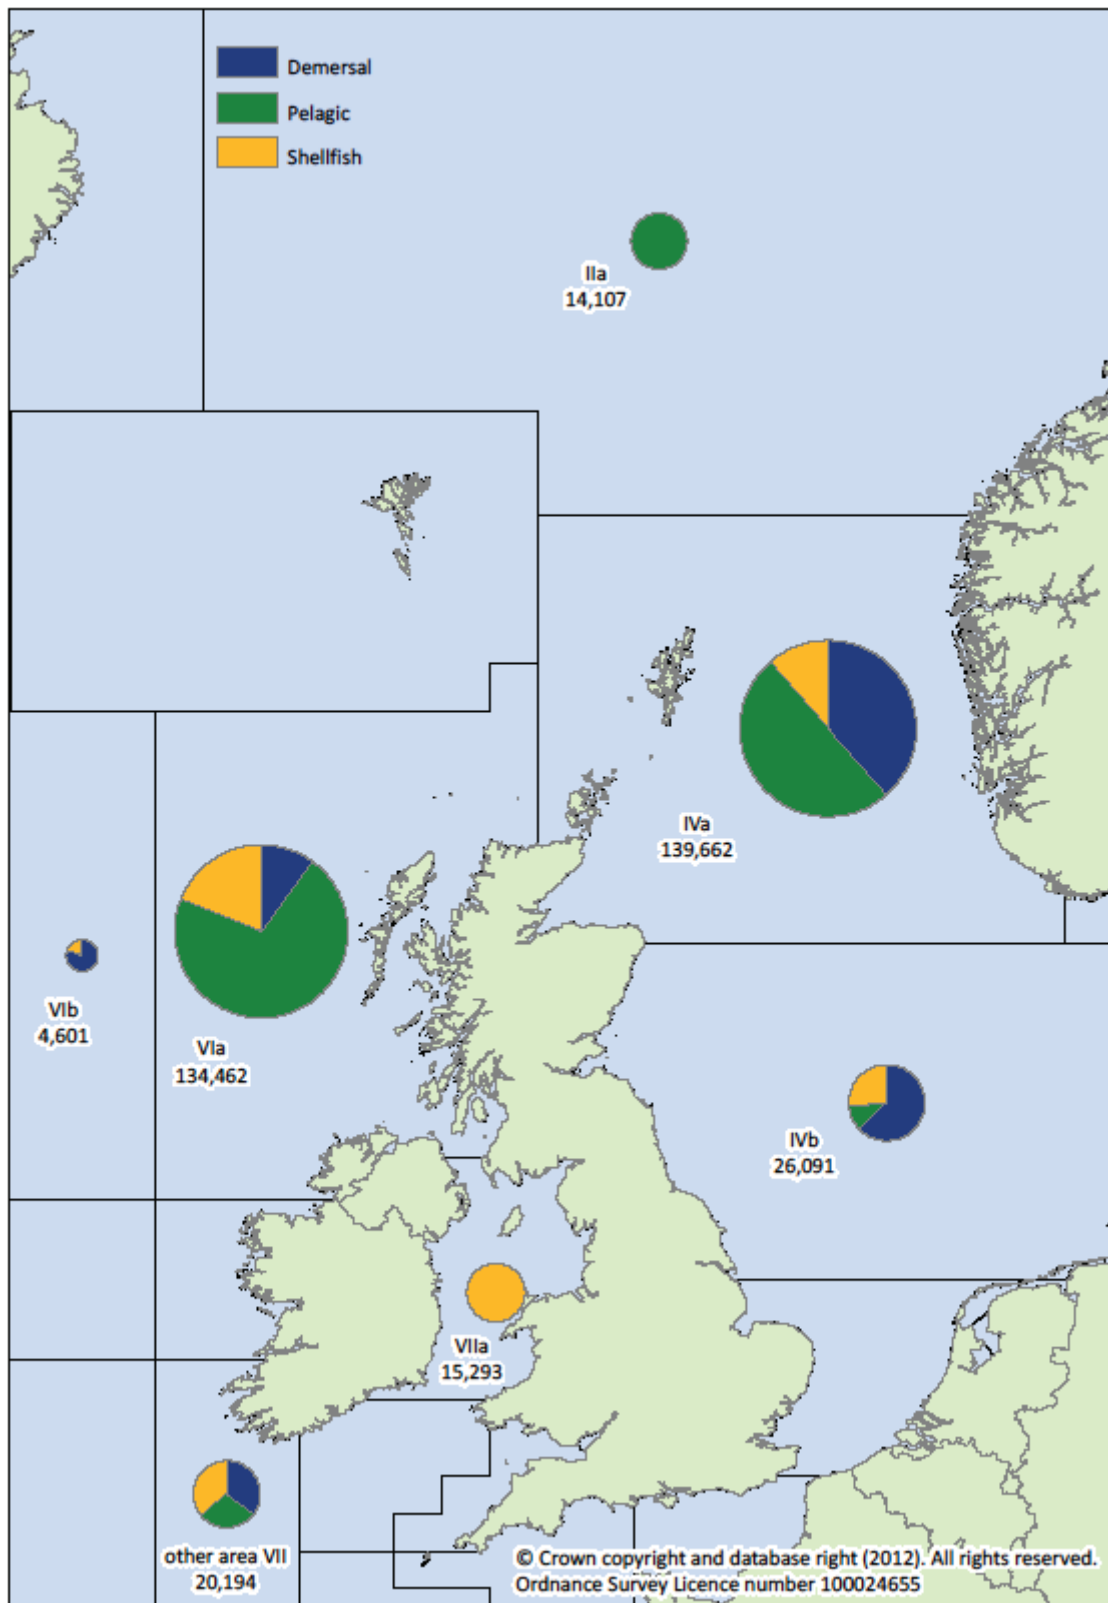 Demersal
Pelagic
Shellfish
IIa
14,107
IVa
139,662
VIb
4,601
VIa
134,462
IVb
26,091
VIIa
15,293
other area VII
20,194
© Crown copyright and database right (2012). All rights reserved.
Ordnance Survey Licence number 100024655